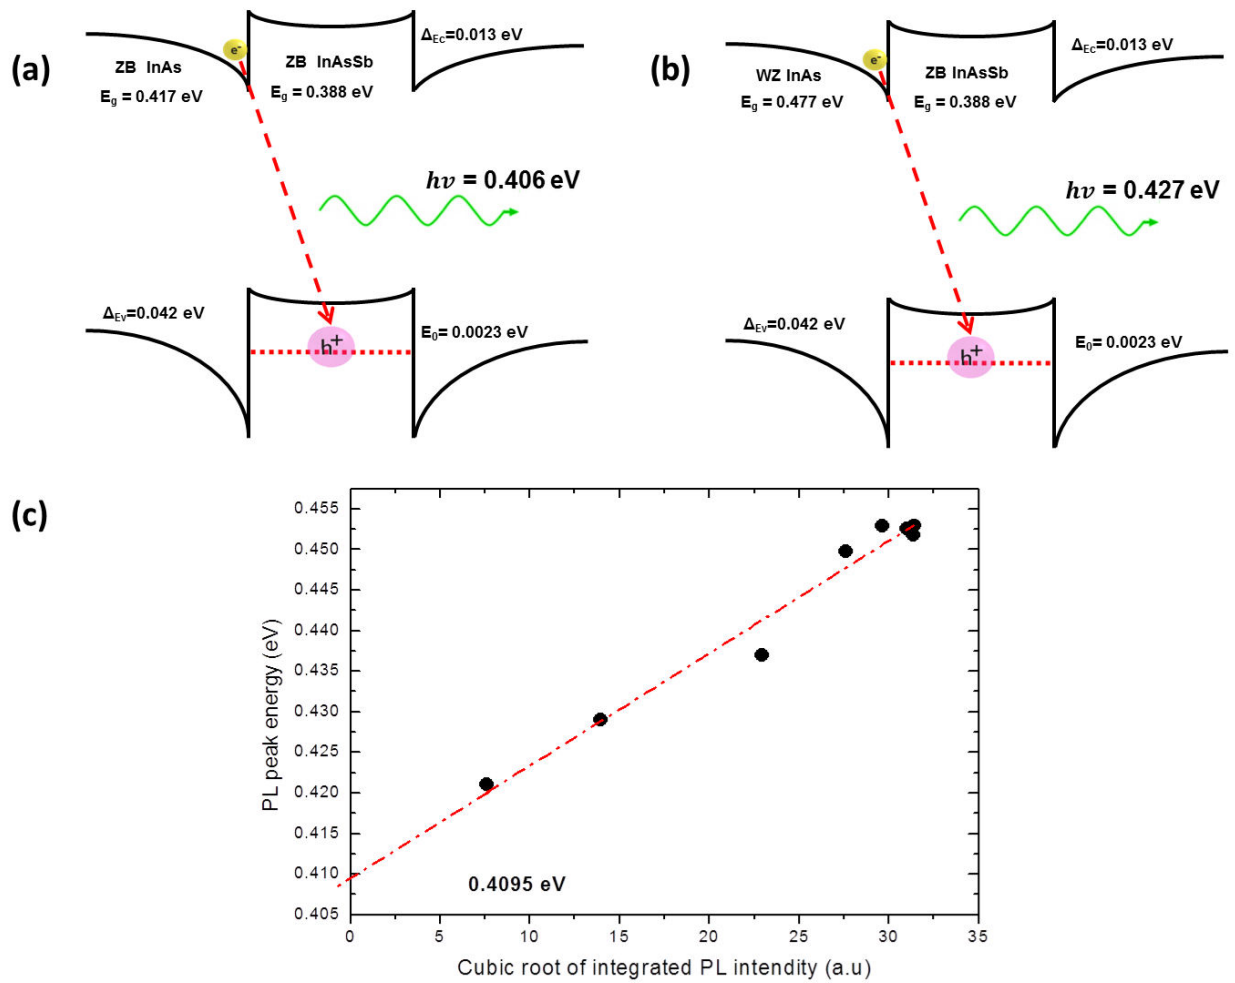 (a)
e-
ZB InAs
Eg = 0.417 eV
ZB InAsSb
Eg = 0.388 eV
ΔEc=0.013 eV
hν = 0.406 eV
ΔEv=0.042 eV
h+
E0= 0.0023 eV
(b)
e-
WZ InAs
Eg = 0.477 eV
ZB InAsSb
Eg = 0.388 eV
ΔEc=0.013 eV
hν = 0.427 eV
ΔEv=0.042 eV
h+
E0= 0.0023 eV
(c)
PL peak energy (eV)
0.455
0.450
0.445
0.440
0.435
0.430
0.425
0.420
0.415
0.410
0.405
0.4095 eV
0 5 10 15 20 25 30 35
Cubic root of integrated PL intendity (a.u)